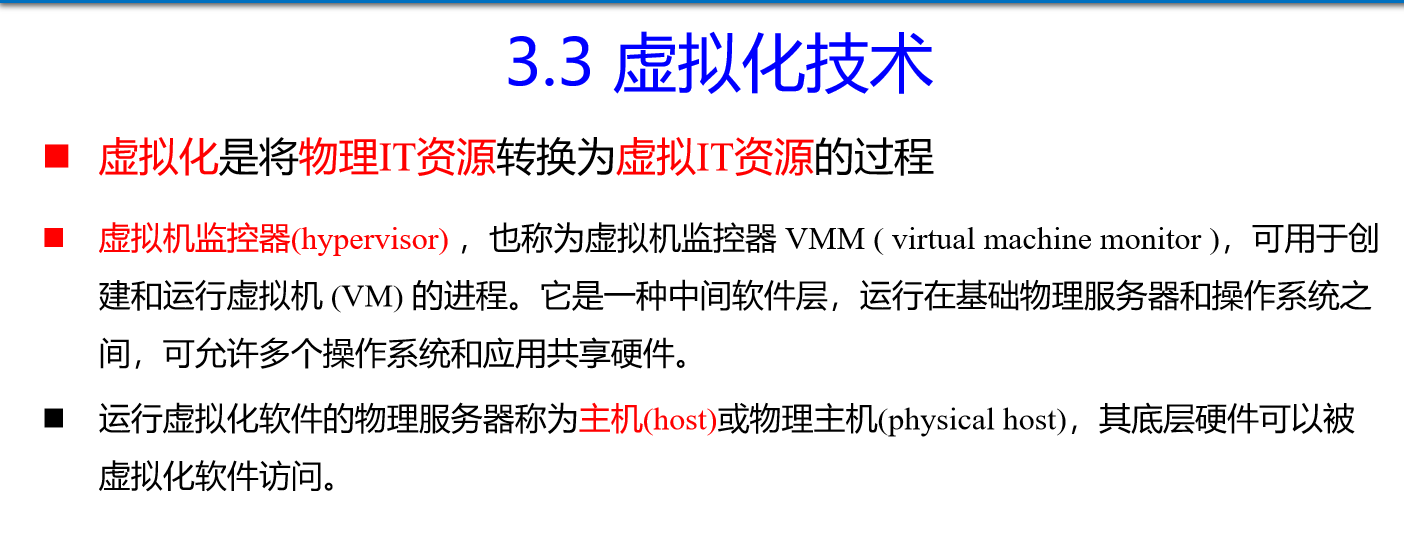 3.3 虚拟化技术
虚拟化是将物理IT资源转换为虚拟IT资源的过程
虚拟机监控器(hypervisor) ，也称为虚拟机监控器 VMM ( virtual machine monitor )，可用于创
建和运行虚拟机 (VM) 的进程。它是一种中间软件层，运行在基础物理服务器和操作系统之
间，可允许多个操作系统和应用共享硬件。
运行虚拟化软件的物理服务器称为主机(host)或物理主机(physical host)，其底层硬件可以被
虚拟化软件访问。